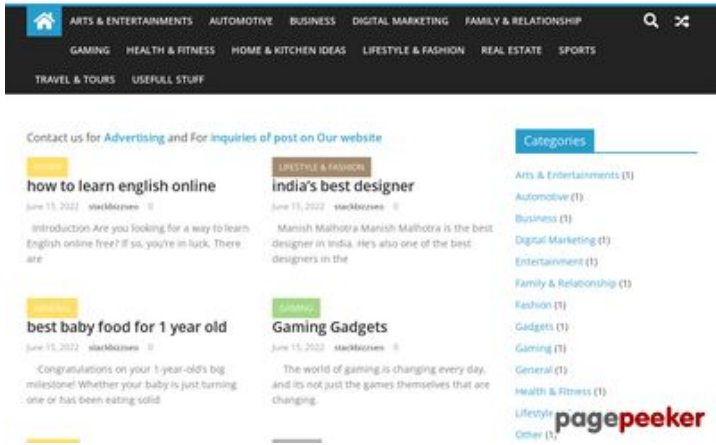 ARTS & ENTERTAINMENTS AUTOMOTIVE BUSINESS DIGITAL MARKETING FAMILY & RELATIONSHIP
GAMING HEALTH & FITNESS HOME & KITCHEN IDEAS LIFESTYLE & FASHION REAL ESTATE SPORTS
TRAVEL & TOURS USEFULL STUFF
Contact us for Advertising and For inquiries of post on Our website
how to learn english online
June 15, 2022 stackbizzseo 0
Introduction Are you looking for a way to learn
English online free? If so, you're in luck. There
are
LIFESTYLE & FASHION
india's best designer
June 15, 2022 stackbizzseo 0
Manish Malhotra Manish Malhotra is the best
designer in India. He's also one of the best
designers in the
GENERAL
best baby food for 1 year old
June 15, 2022 stackbizzseo 0
Congratulations on your 1-year-old's big
milestone! Whether your baby is just turning
one or has been eating solid
GAMING
Gaming Gadgets
June 15, 2022 stackbizzseo 0
The world of gaming is changing every day,
and its not just the games themselves that are
changing.
Categories
Arts & Entertainments (1)
Automotive (1)
Business (1)
Digital Marketing (1)
Entertainment (1)
Family & Relationship (1)
Fashion (1)
Gadgets (1)
Gaming (1)
General (1)
Health & Fitness (1)
Lifestyle
Other (1)
pagepeeker